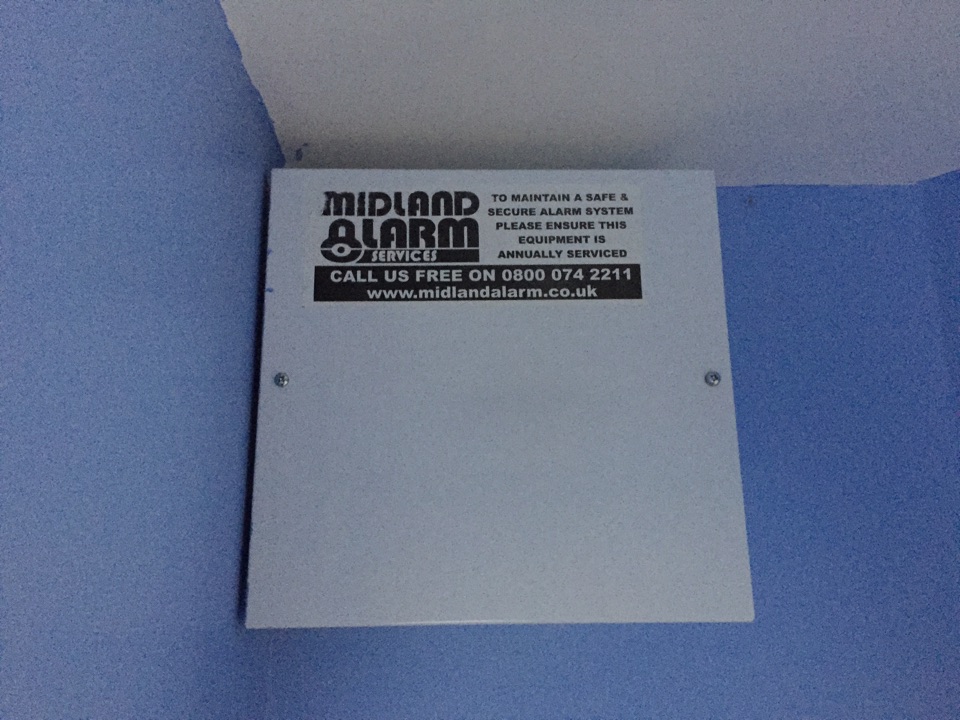 MIDLAND
ALARM
SERVICES
TO MAINTAIN A SAFE &
SECURE ALARM SYSTEM
PLEASE ENSURE THIS
EQUIPMENT IS
ANNUALLY SERVICED
CALL US FREE ON 0800 074 2211
www.midlandalarm.co.uk